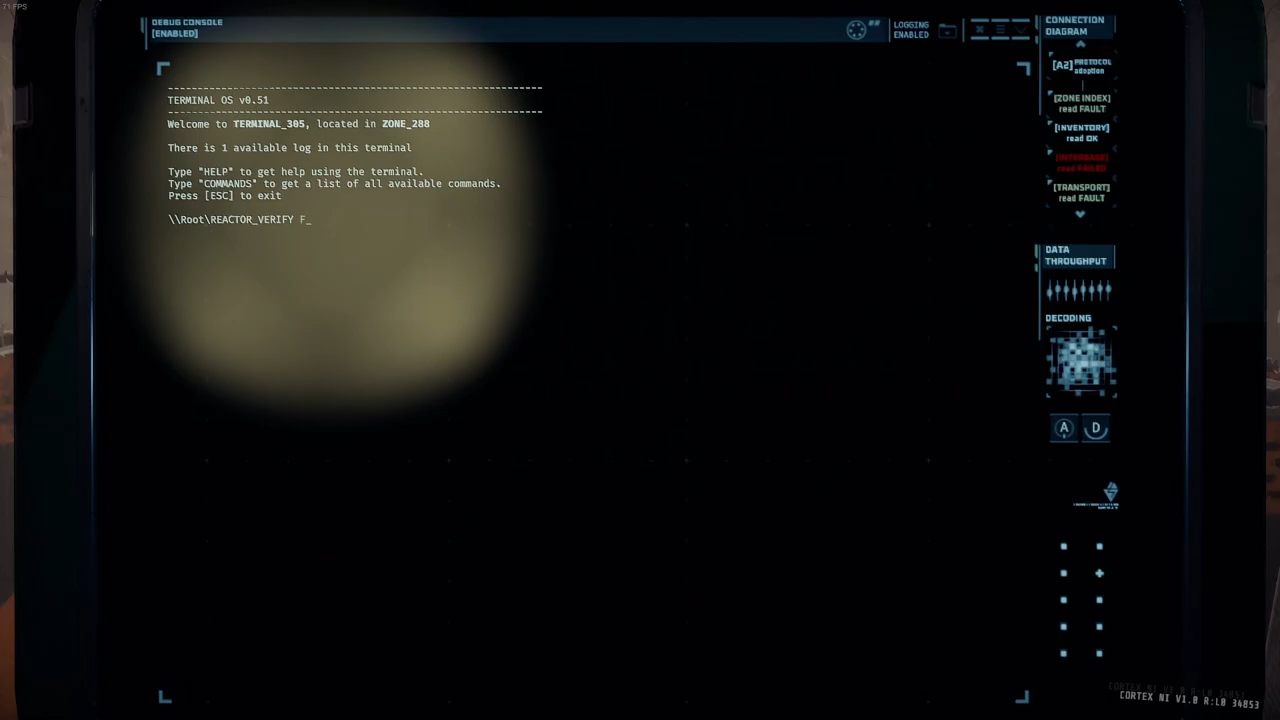 71 FPS
DEBUG CONSOLE
[ENABLED]
LOGGING
ENABLED
CONNECTION
DIAGRAM
[A2] PROTOCOL
adoption
[ZONE INDEX]
read FAULT
[INVENTORY]
read OK
read FAILED
[TRANSPORT]
read FAULT
DATA
THROUGHPUT
DECODING
A D
--------------------------------------------------------------
TERMINAL OS v0.51
--------------------------------------------------------------
Welcome to TERMINAL_305, located in ZONE_288
There is 1 available log in this terminal
Type "HELP" to get help using the terminal.
Type "COMMANDS" to get a list of all available commands.
Press [ESC] to exit
\\Root\REACTOR_VERIFY F_
CORTEX NI V1.0 R:L0 34853